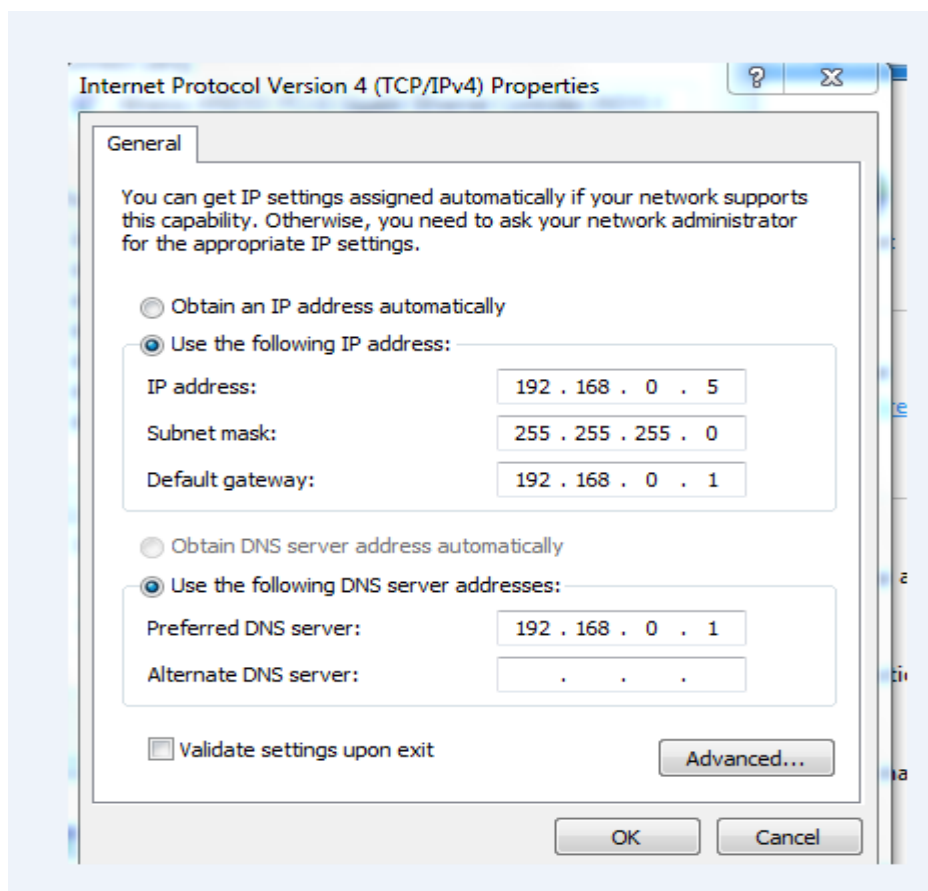 Internet Protocol Version 4 (TCP/IPv4) Properties
General
You can get IP settings assigned automatically if your network supports
this capability. Otherwise, you need to ask your network administrator
for the appropriate IP settings.
Obtain an IP address automatically
Use the following IP address:
IP address: 192 . 168 . 0 . 5
Subnet mask: 255 . 255 . 255 . 0
Default gateway: 192 . 168 . 0 . 1
Obtain DNS server address automatically
Use the following DNS server addresses:
Preferred DNS server: 192 . 168 . 0 . 1
Alternate DNS server: . . .
Validate settings upon exit
Advanced...
OK Cancel